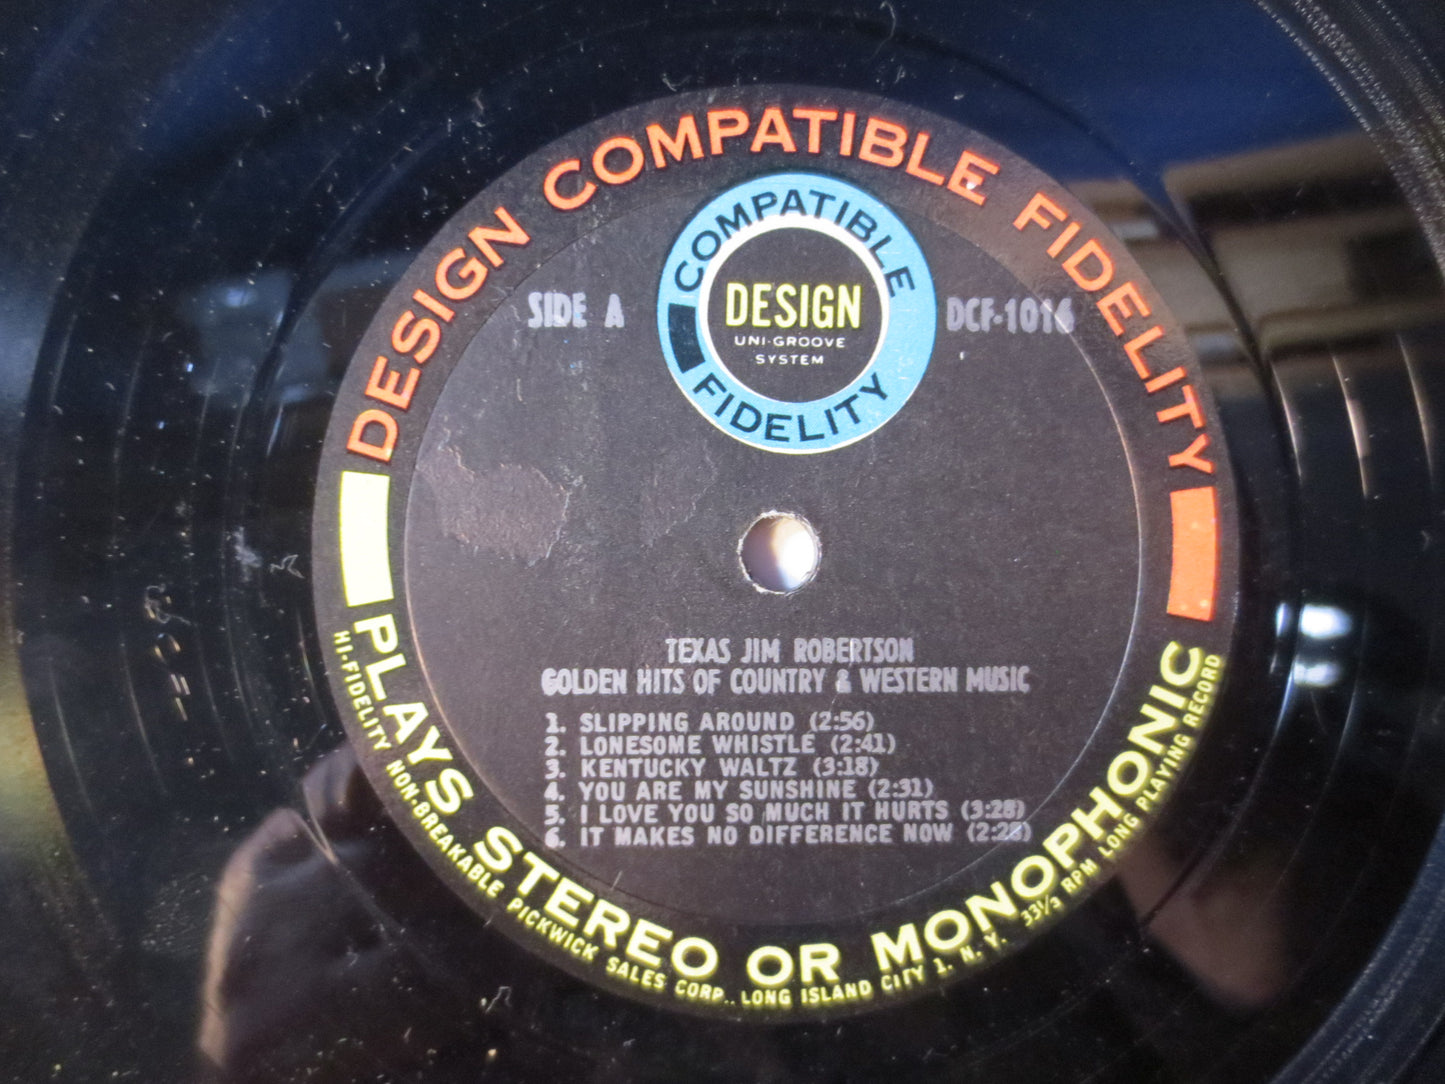 DESIGN COMPATIBLE FIDELITY
COMPATIBLE
FIDELITY
DESIGN
UNI-GROOVE
SYSTEM
SIDE A
DCF-1014
TEXAS JIM ROBERTSON
GOLDEN HITS OF COUNTRY & WESTERN MUSIC
1. SLIPPING AROUND (2:56)
2. LONESOME WHISTLE (2:41)
3. KENTUCKY WALTZ (3:18)
4. YOU ARE MY SUNSHINE (2:31)
5. I LOVE YOU SO MUCH IT HURTS (3:28)
6. IT MAKES NO DIFFERENCE NOW (2:28)
PLAYS STEREO OR MONOPHONIC
HI-FIDELITY NON-BREAKABLE PICKWICK SALES CORP., LONG ISLAND CITY 1, N. Y. 33⅓ RPM LONG PLAYING RECORD